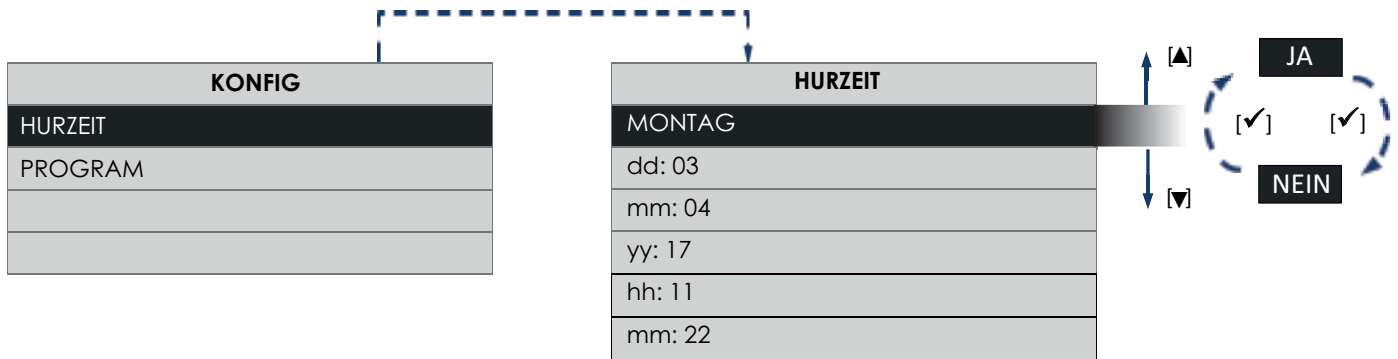 KONFIG
HURZEIT
PROGRAM
HURZEIT
MONTAG
dd: 03
mm: 04
yy: 17
hh: 11
mm: 22
[▲]
[▼]
JA
[✓] [✓]
NEIN